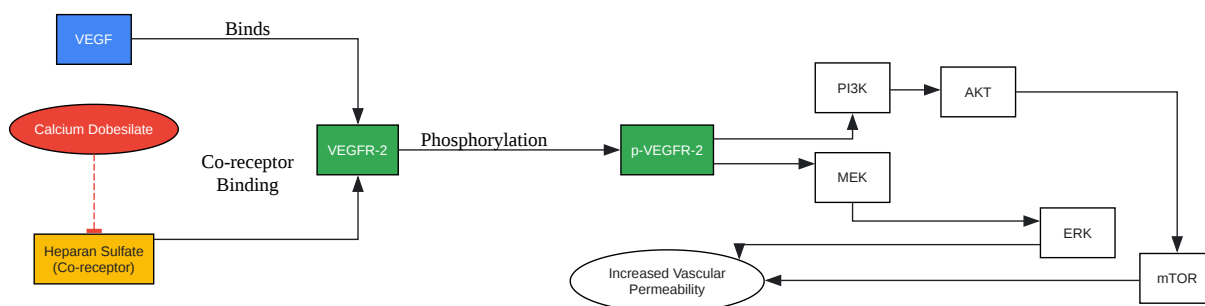 VEGF
Binds
Calcium Dobesilate
VEGFR-2
Phosphorylation
p-VEGFR-2
PI3K
AKT
Co-receptor
Binding
MEK
Heparan Sulfate
(Co-receptor)
ERK
Increased Vascular
Permeability
mTOR